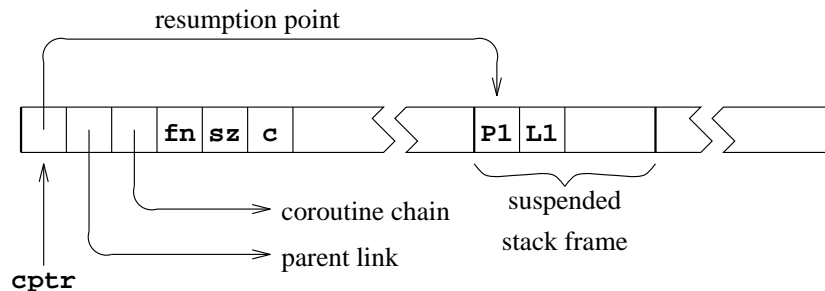 resumption point
fn sz c P1 L1
coroutine chain
suspended
stack frame
parent link
cptr